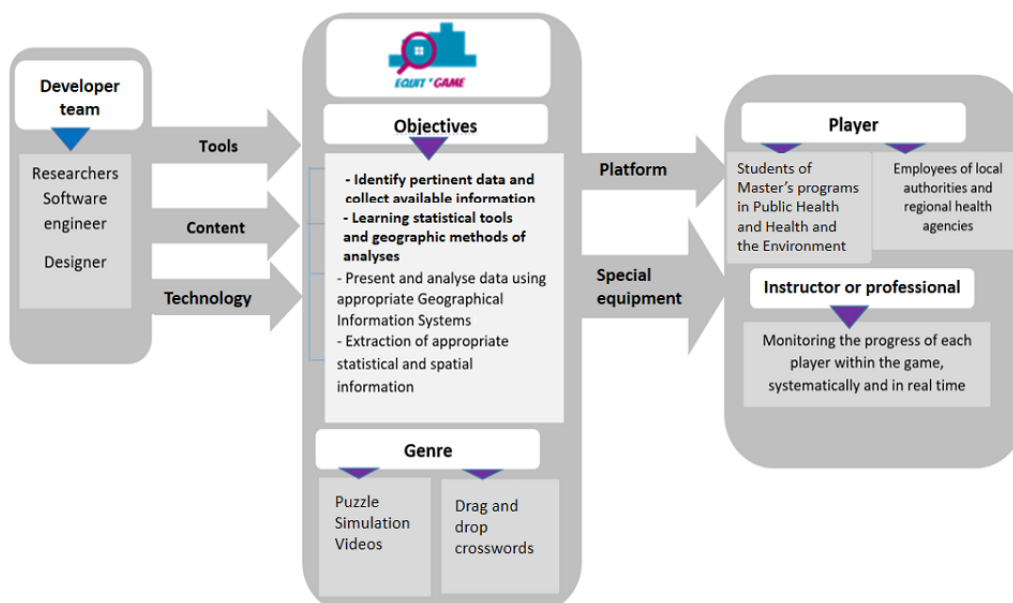 Developer
team
Researchers
Software
engineer
Designer
Tools
Content
Technology
EQUIT'GAME
Objectives
- Identify pertinent data and
collect available information
- Learning statistical tools
and geographic methods of
analyses
- Present and analyse data using
appropriate Geographical
Information Systems
- Extraction of appropriate
statistical and spatial
information
Genre
Puzzle
Simulation
Videos
Drag and
drop
crosswords
Platform
Special
equipment
Player
Students of
Master's programs
in Public Health
and Health and
the Environment
Employees of local
authorities and
regional health
agencies
Instructor or professional
Monitoring the progress of each
player within the game,
systematically and in real time